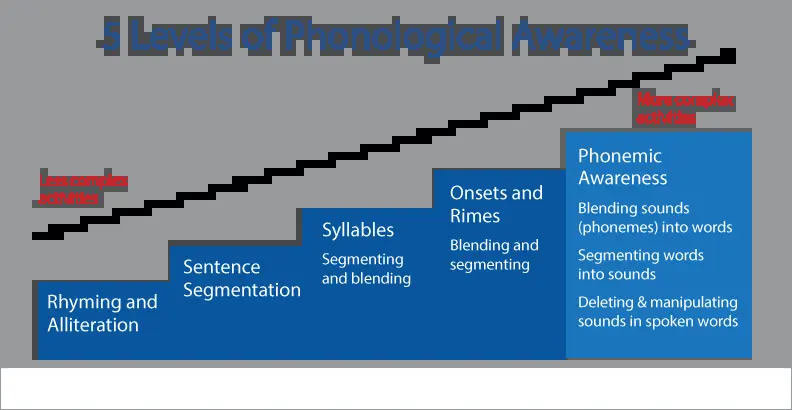 5 Levels of Phonological Awareness
More complex
activities
Less complex
activities
Phonemic
Awareness
Blending sounds
(phonemes) into words
Segmenting words
into sounds
Deleting & manipulating
sounds in spoken words
Onsets and
Rimes
Blending and
segmenting
Syllables
Segmenting
and blending
Sentence
Segmentation
Rhyming and
Alliteration